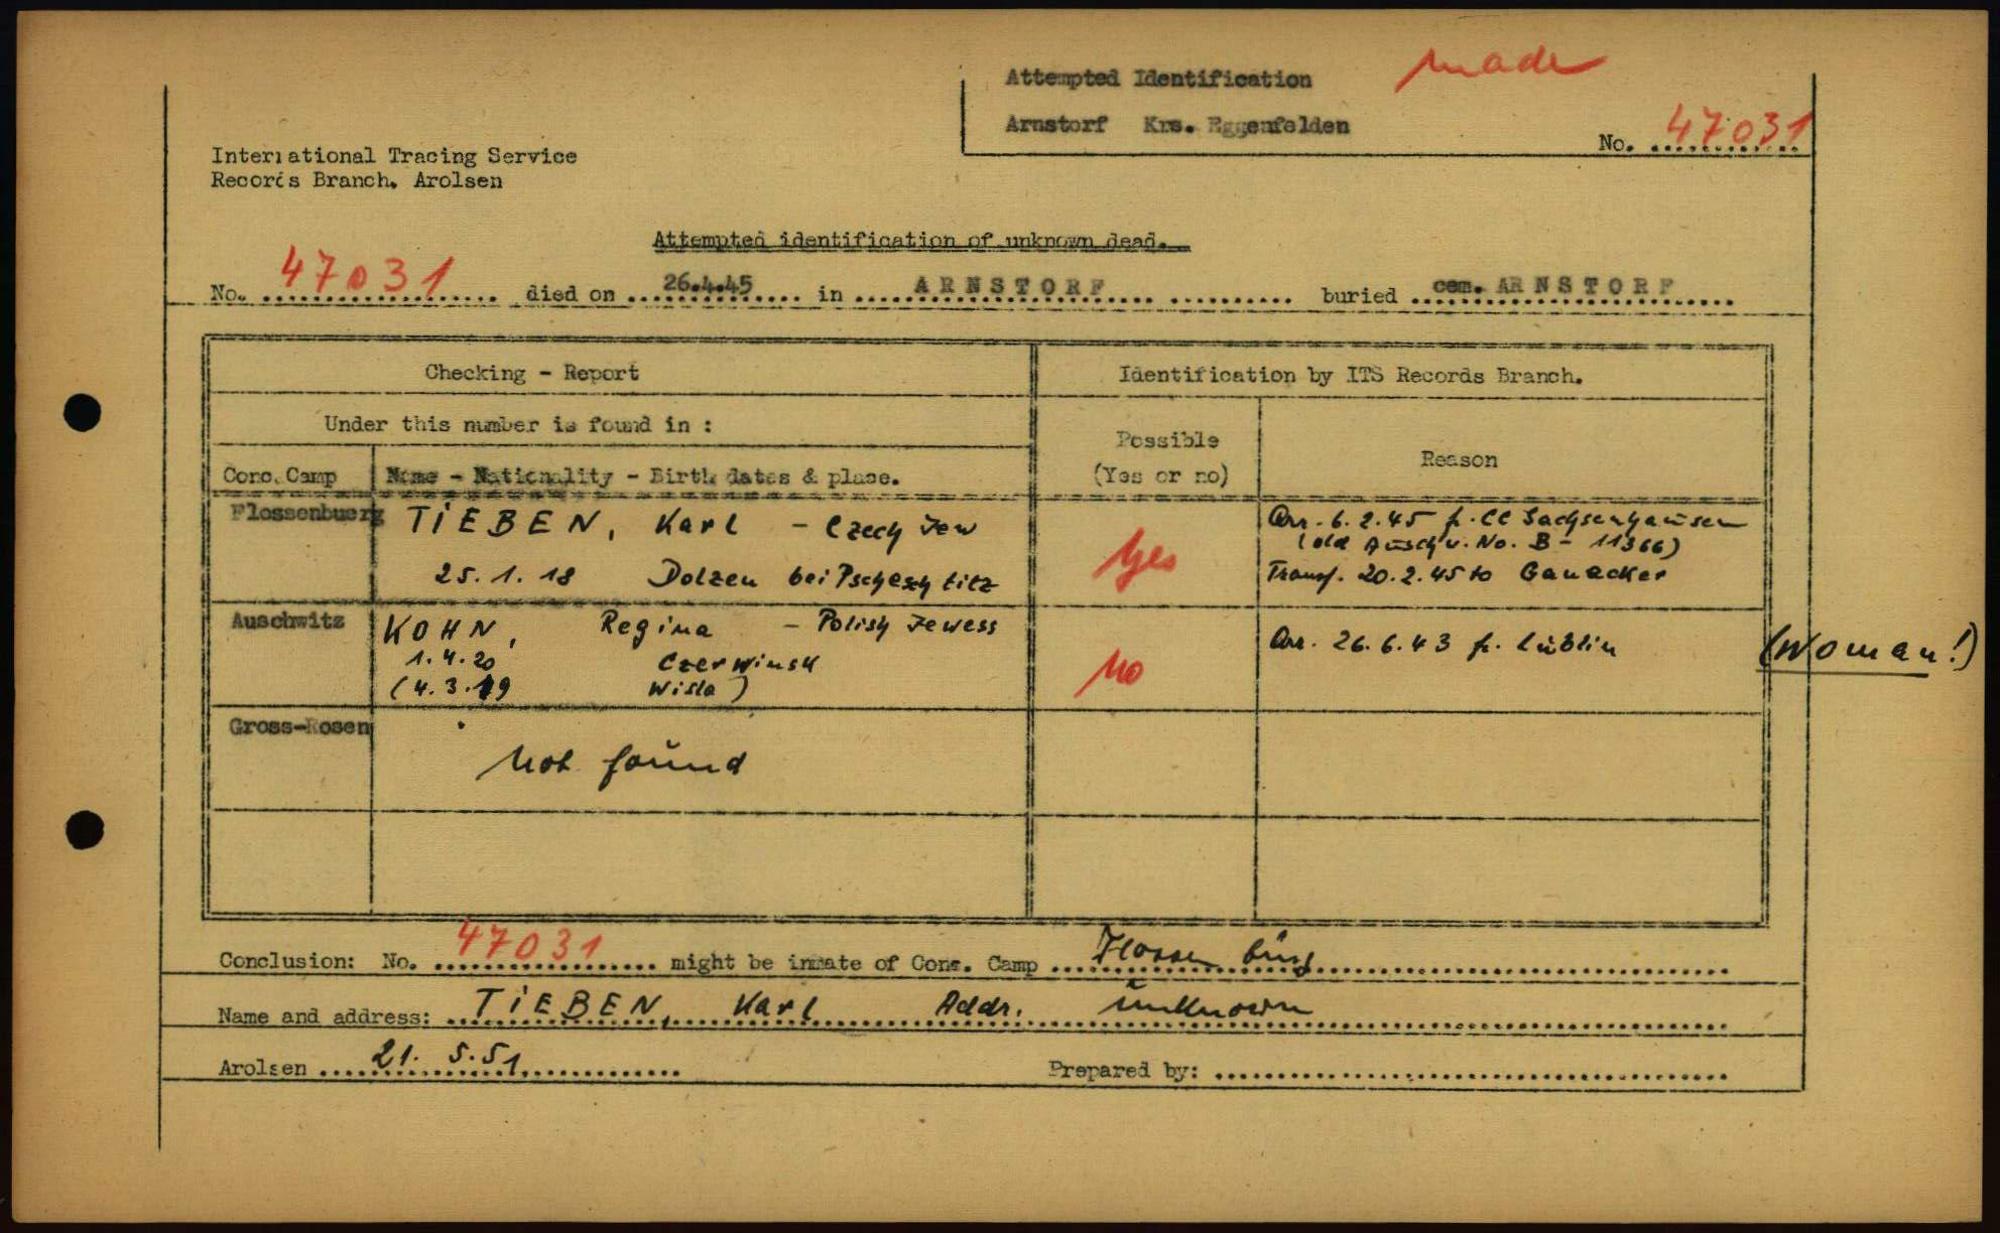 Attempted Identification made
Arnstorf Krs. Eggenfelden
No. 47031
International Tracing Service
Records Branch, Arolsen
Attempted identification of unknown dead.
No. 47031 died on 26.4.45 in ARNSTORF buried cem. ARNSTORF
Checking - Report
Identification by ITS Records Branch.
Under this number is found in :
Possible
(Yes or no)
Reason
Conc. Camp
Name - Nationality - Birth dates & place.
Flossenbuerg
TIEBEN, Karl - Czech Jew
25.1.18 Dolzen bei Pscheschtitz
Yes
Arr. 6.2.45 fr. CC Sachsenhausen
(old Auschw. No. B - 11366)
Transf. 20.2.45 to Ganacker
Auschwitz
KOHN, Regina - Polish Jewess
1.4.20 Czerwinsk
(4.3.19 Wisla)
No
Arr. 26.6.43 fr. Lublin
(Woman!)
Gross-Rosen
Not found
Conclusion: No. 47031 might be inmate of Conc. Camp Flossenbürg
Name and address: TIEBEN, Karl Addr. unknown
Arolsen 21.5.51
Prepared by: